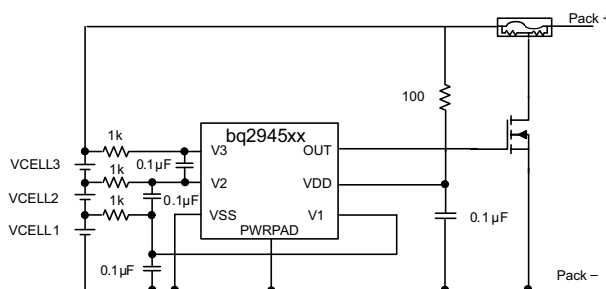 Pack +
100
1k
bq2945xx
VCELL3
0.1µF
V3
OUT
1k
V2
VDD
VCELL2
0.1µF
1k
VSS
V1
VCELL1
0.1µF
PWRPAD
0.1µF
Pack –